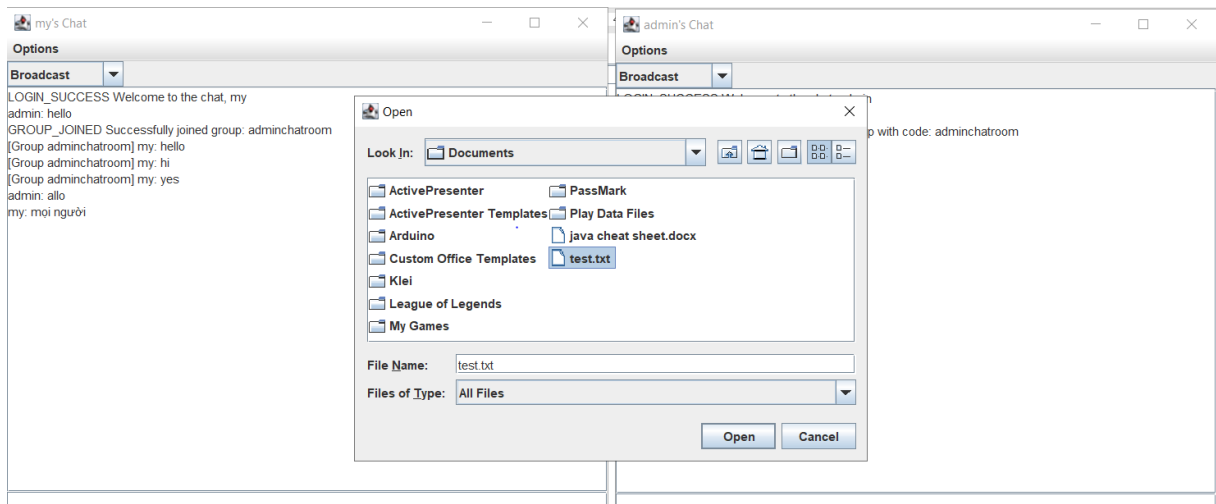 my's Chat
Options
Broadcast
LOGIN_SUCCESS Welcome to the chat, my
admin: hello
GROUP_JOINED Successfully joined group: adminchatroom
[Group adminchatroom] my: hello
[Group adminchatroom] my: hi
[Group adminchatroom] my: yes
admin: allo
my: mọi người
Open
Look In:
Documents
ActivePresenter
ActivePresenter Templates
Arduino
Custom Office Templates
Klei
League of Legends
My Games
PassMark
Play Data Files
java cheat sheet.docx
test.txt
File Name: test.txt
Files of Type: All Files
Open
Cancel
admin's Chat
Options
Broadcast
with code: adminchatroom